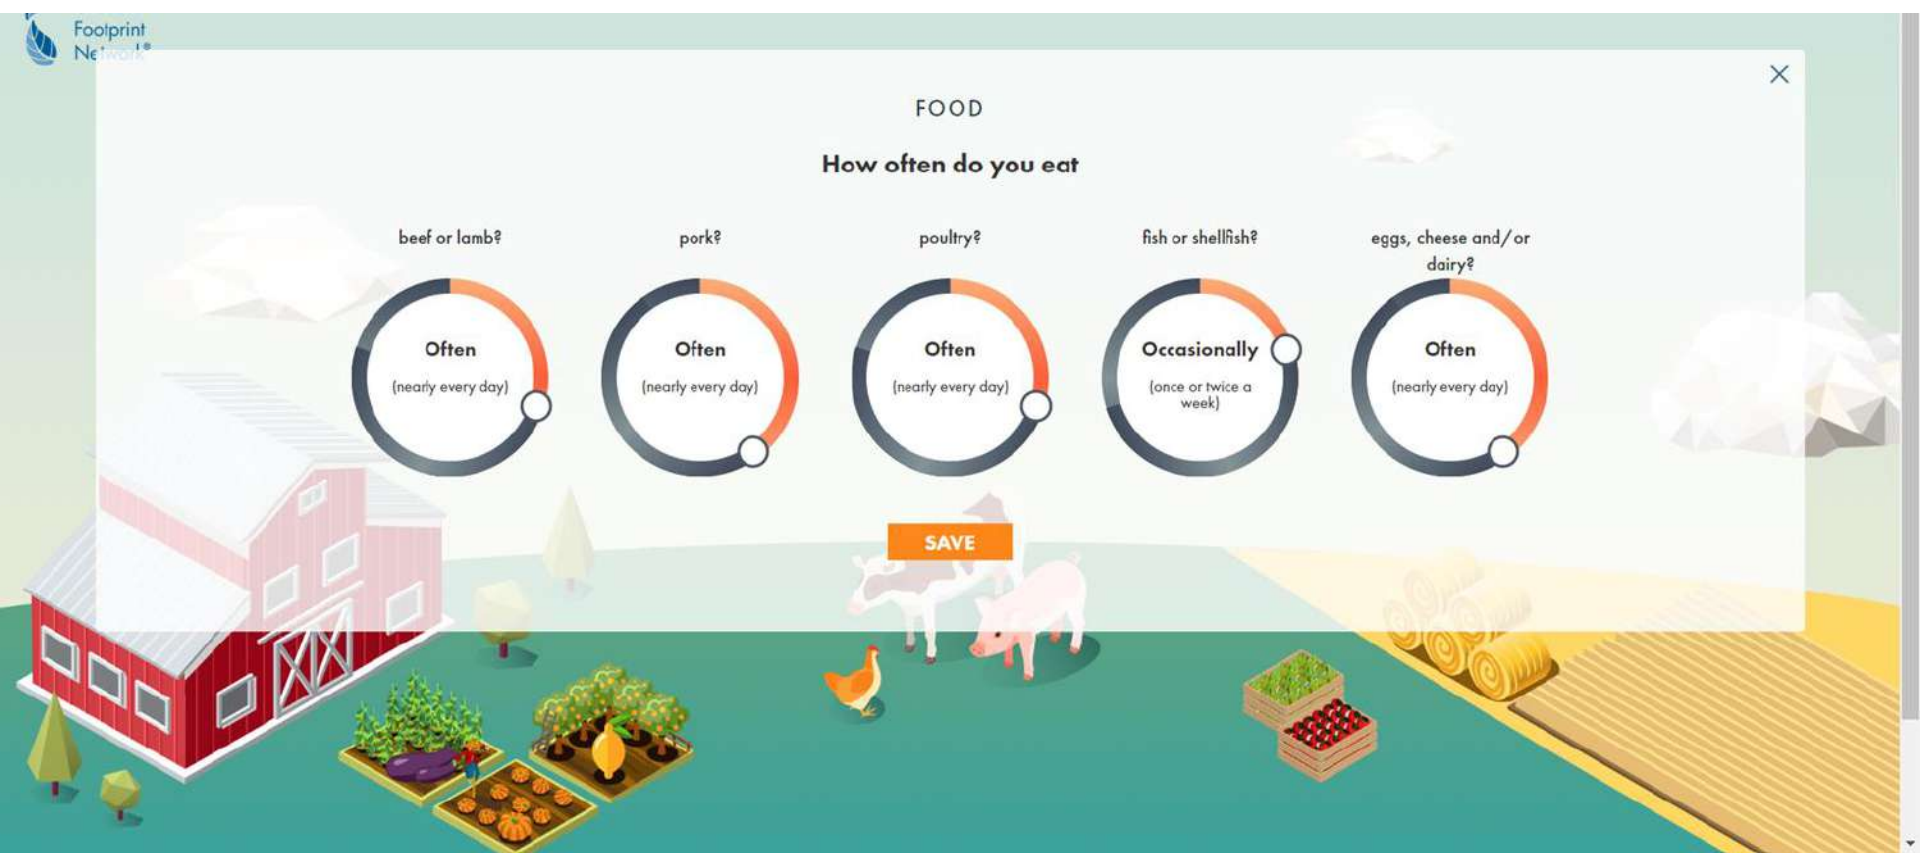 Footprint
Network®
FOOD
How often do you eat
beef or lamb?
pork?
poultry?
fish or shellfish?
eggs, cheese and/or
dairy?
Often
(nearly every day)
Often
(nearly every day)
Often
(nearly every day)
Occasionally
(once or twice a
week)
Often
(nearly every day)
SAVE